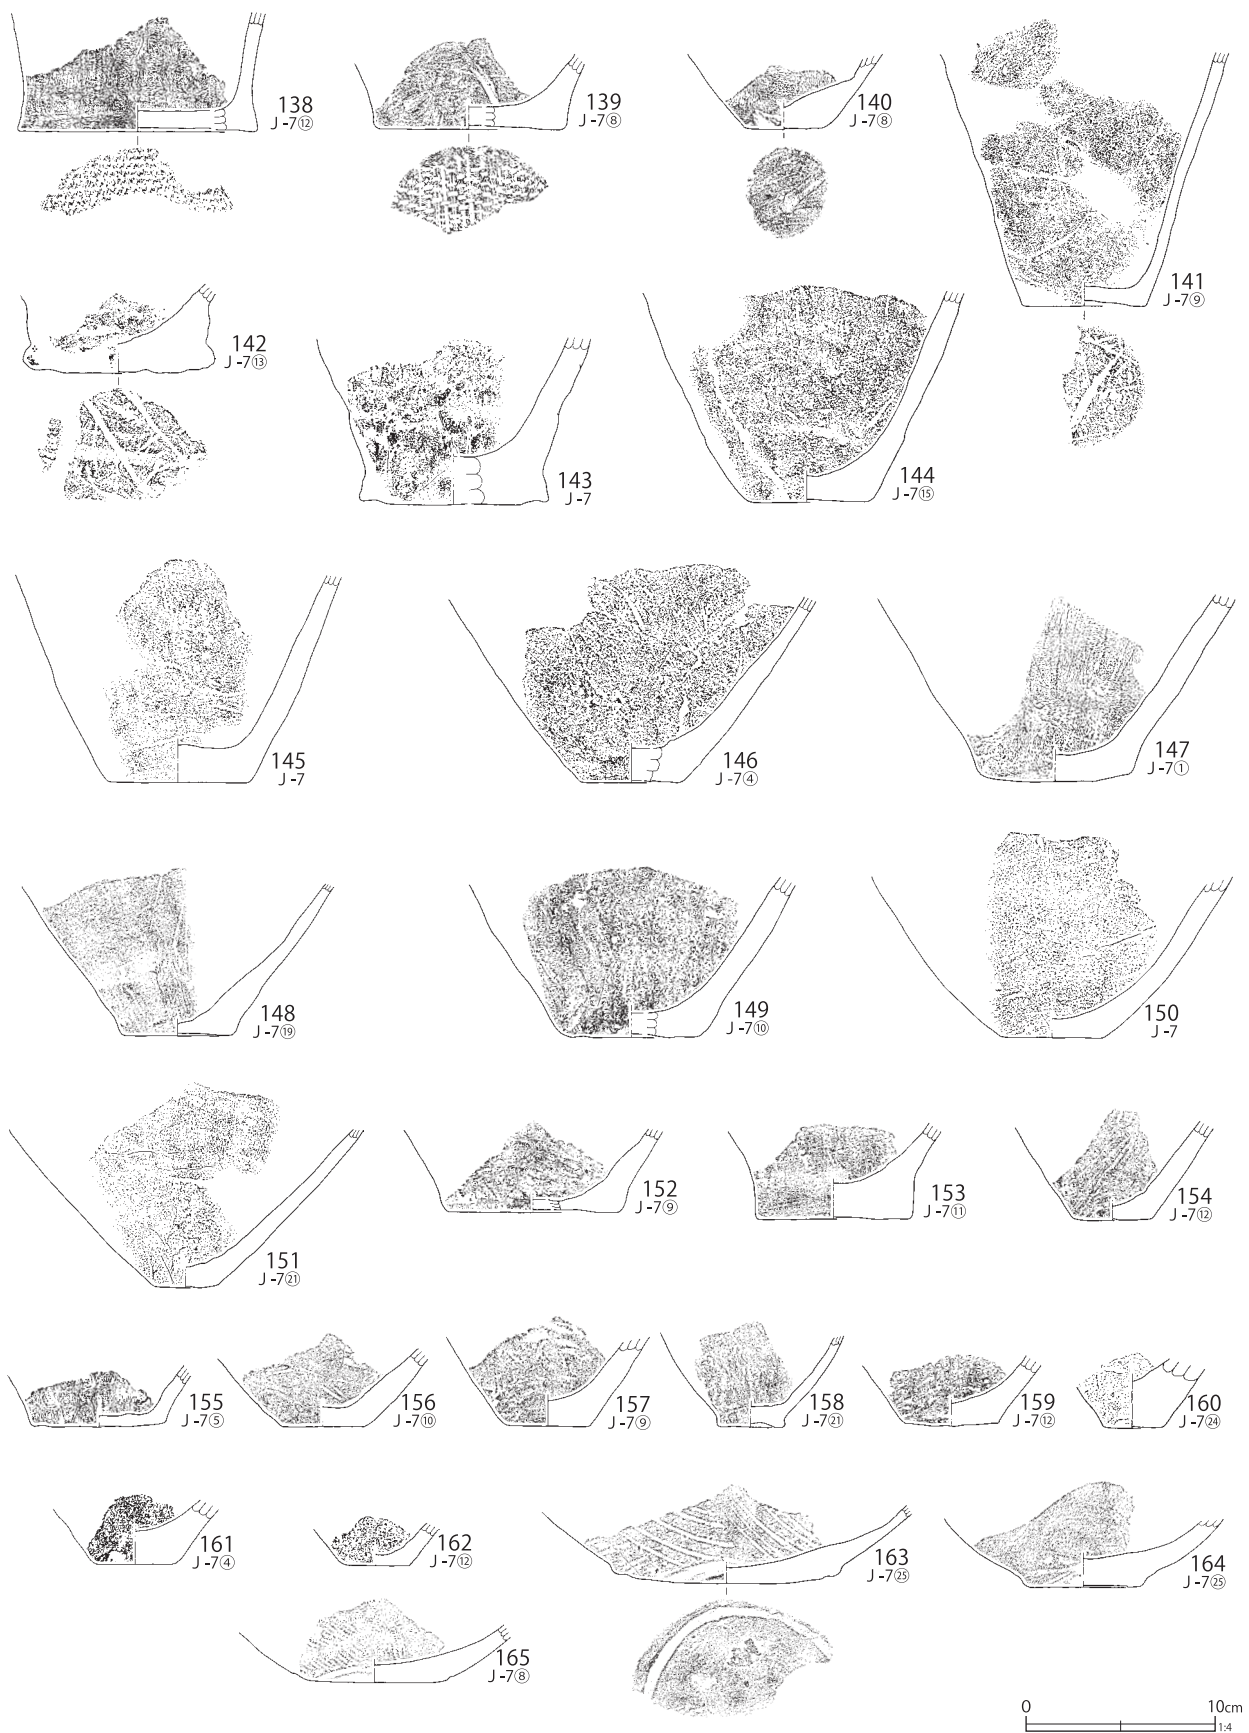 138
J-7⑫
139
J-7⑧
140
J-7⑧
141
J-7⑨
142
J-7⑬
143
J-7
144
J-7⑮
145
J-7
146
J-7④
147
J-7①
148
J-7⑲
149
J-7⑩
150
J-7
151
J-7㉑
152
J-7⑨
153
J-7⑪
154
J-7⑫
155
J-7⑤
156
J-7⑩
157
J-7⑨
158
J-7㉑
159
J-7⑫
160
J-7㉔
161
J-7④
162
J-7⑫
163
J-7㉕
164
J-7㉕
165
J-7⑧
0 10cm
1:4